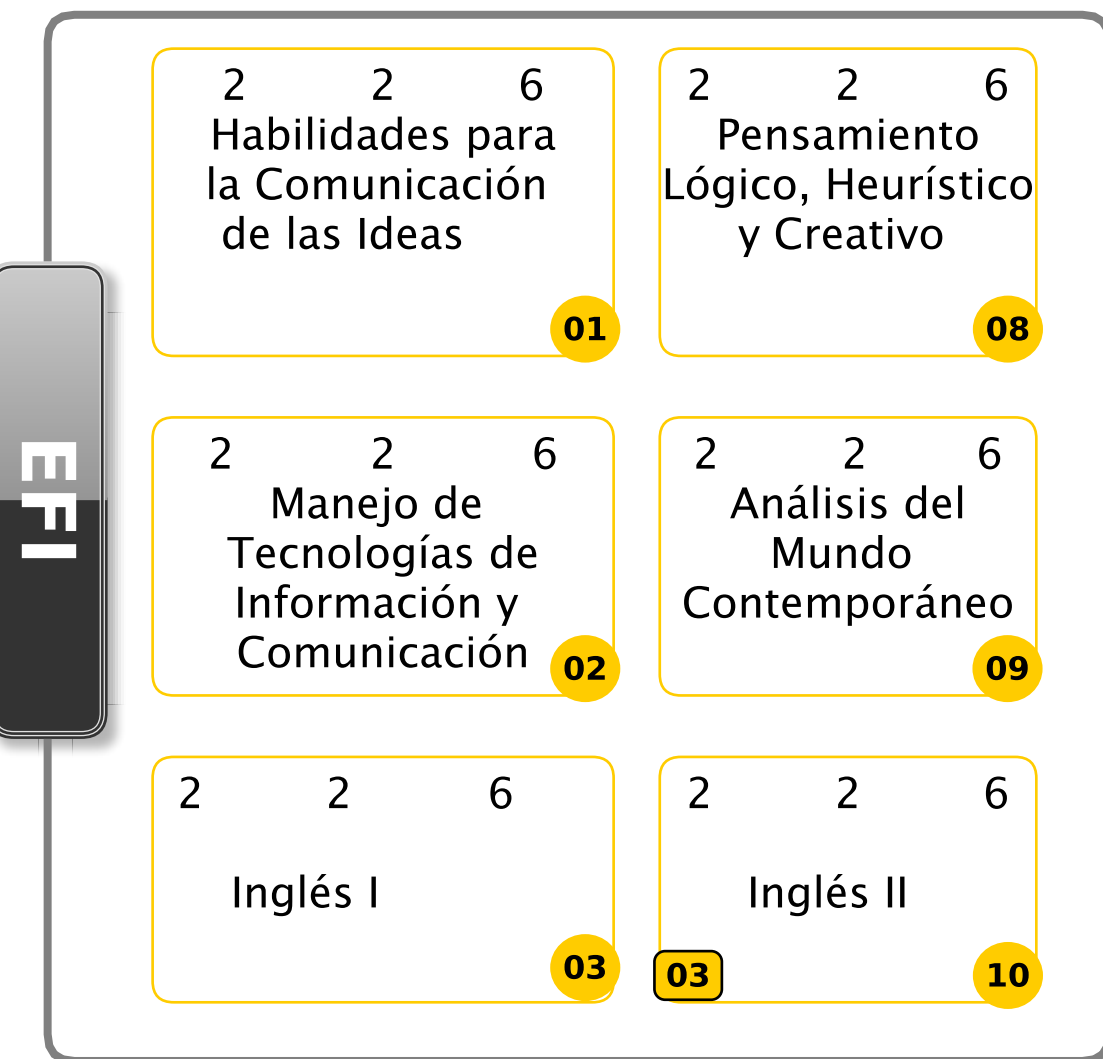 EFI
2 2 6
Habilidades para
la Comunicación
de las Ideas
01
2 2 6
Pensamiento
Lógico, Heurístico
y Creativo
08
2 2 6
Manejo de
Tecnologías de
Información y
Comunicación
02
2 2 6
Análisis del
Mundo
Contemporáneo
09
2 2 6
Inglés I
03
2 2 6
Inglés II
03
10